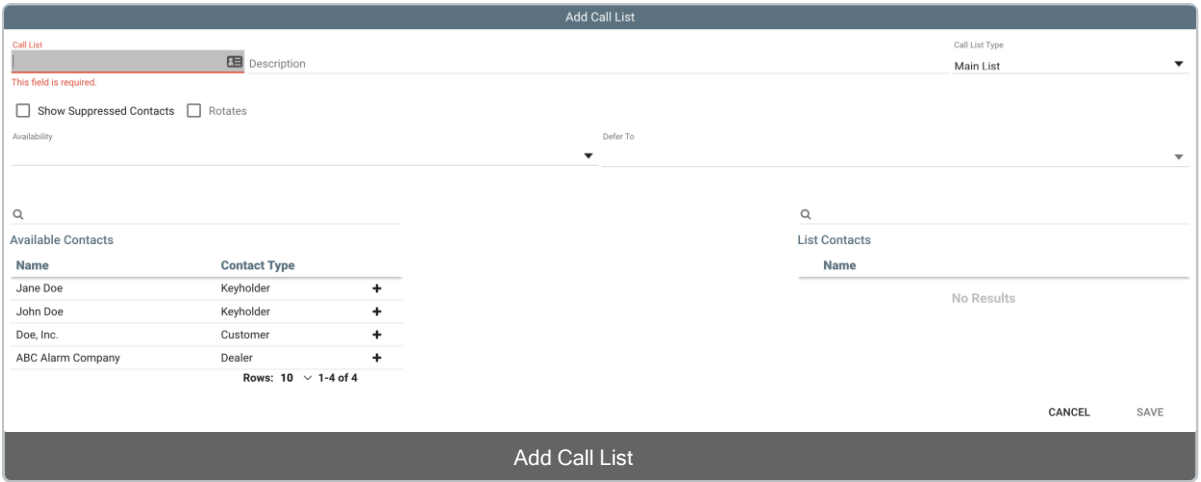 Add Call List
Call List
Call List Type
Description
Main List
This field is required.
Show Suppressed Contacts Rotates
Availability
Defer To
Available Contacts
Name Contact Type
Jane Doe Keyholder +
John Doe Keyholder +
Doe, Inc. Customer +
ABC Alarm Company Dealer +
Rows: 10 1-4 of 4
List Contacts
Name
No Results
CANCEL SAVE
Add Call List